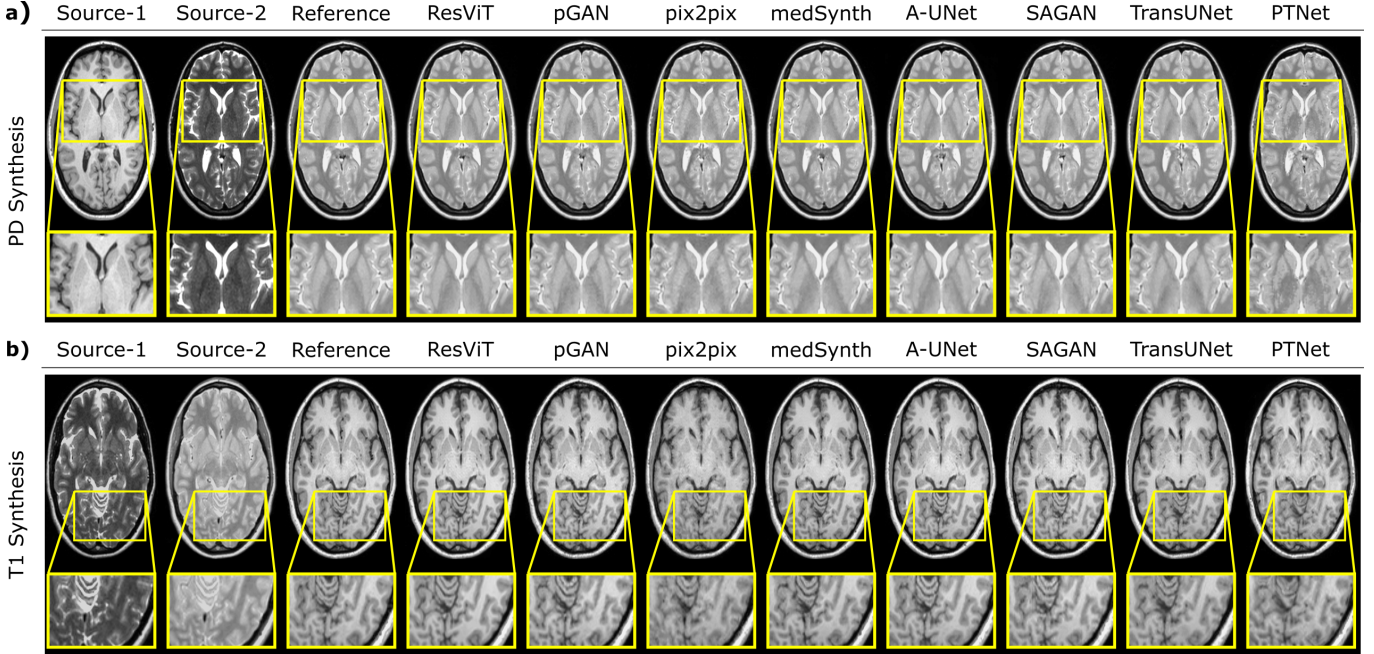 a) Source-1 Source-2 Reference ResViT pGAN pix2pix medSynth A-UNet SAGAN TransUNet PTNet
PD Synthesis
b) Source-1 Source-2 Reference ResViT pGAN pix2pix medSynth A-UNet SAGAN TransUNet PTNet
T1 Synthesis